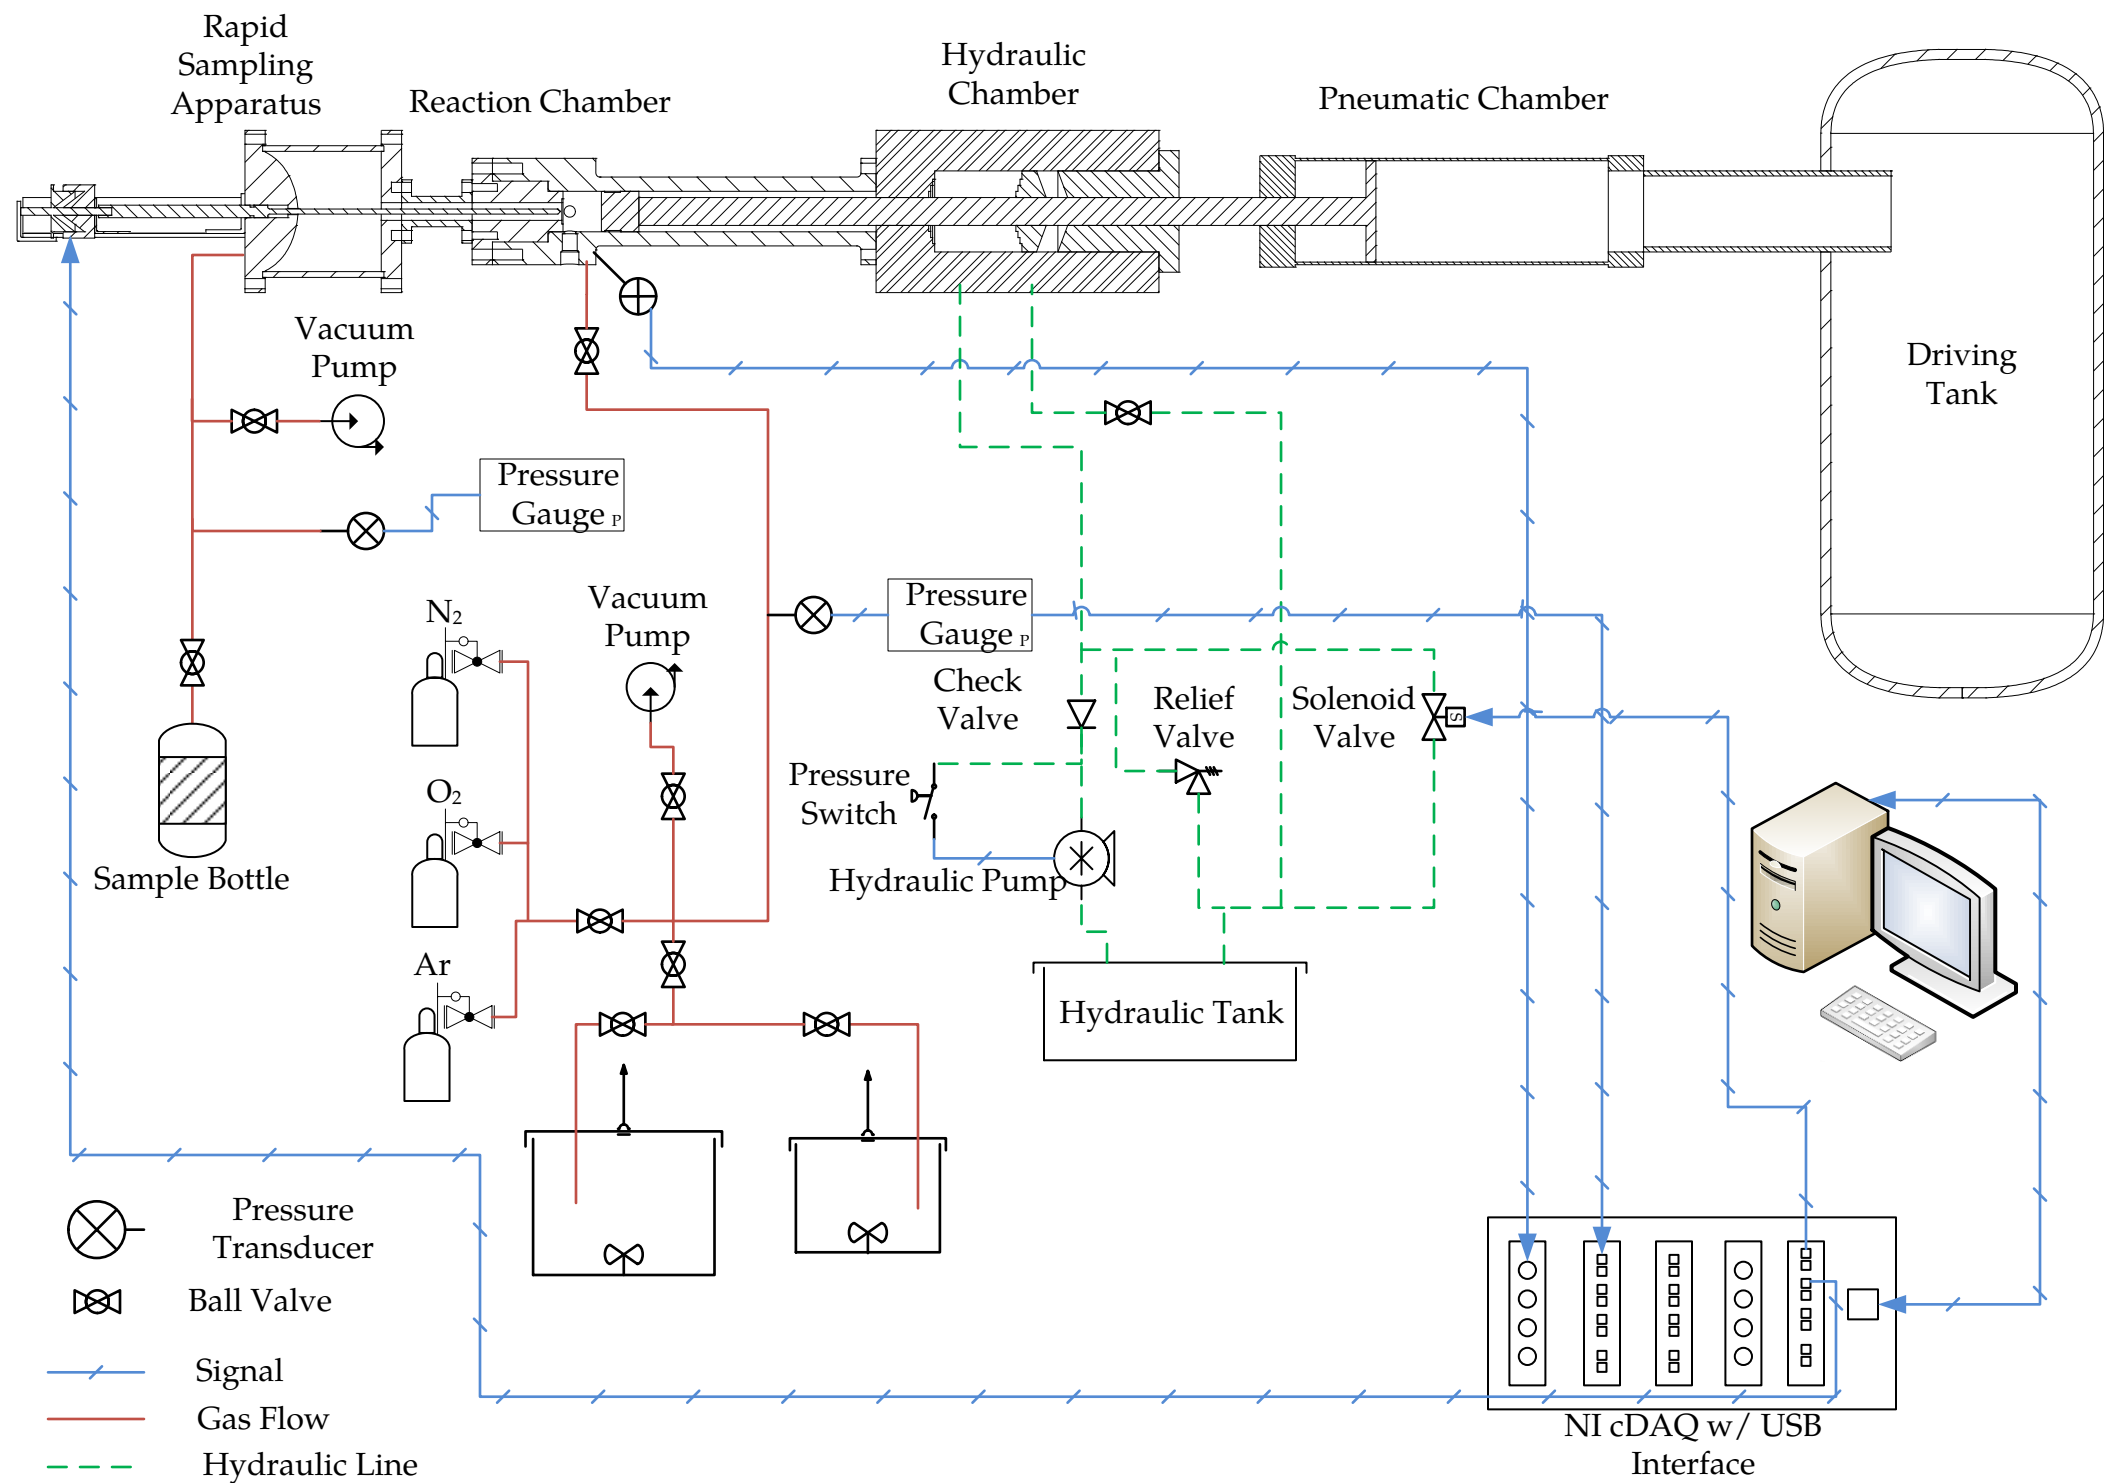 Rapid
Sampling
Apparatus
Reaction Chamber
Hydraulic
Chamber
Pneumatic Chamber
Vacuum
Pump
Driving
Tank
Pressure
Gauge P
N₂
Vacuum
Pump
Pressure
Gauge P
Check
Valve
Relief
Valve
Solenoid
Valve
S
Pressure
Switch
O₂
Sample Bottle
Hydraulic Pump
Ar
Hydraulic Tank
Pressure
Transducer
Ball Valve
Signal
Gas Flow
Hydraulic Line
NI cDAQ w/ USB
Interface